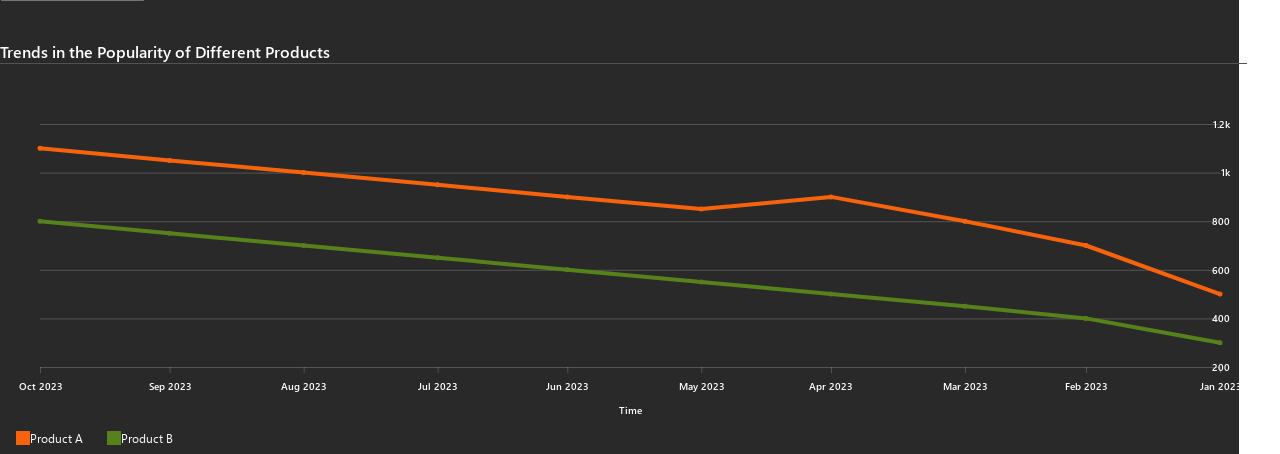 Trends in the Popularity of Different Products
1.2k
1k
800
600
400
200
Oct 2023 Sep 2023 Aug 2023 Jul 2023 Jun 2023 May 2023 Apr 2023 Mar 2023 Feb 2023 Jan 2023
Time
Product A Product B